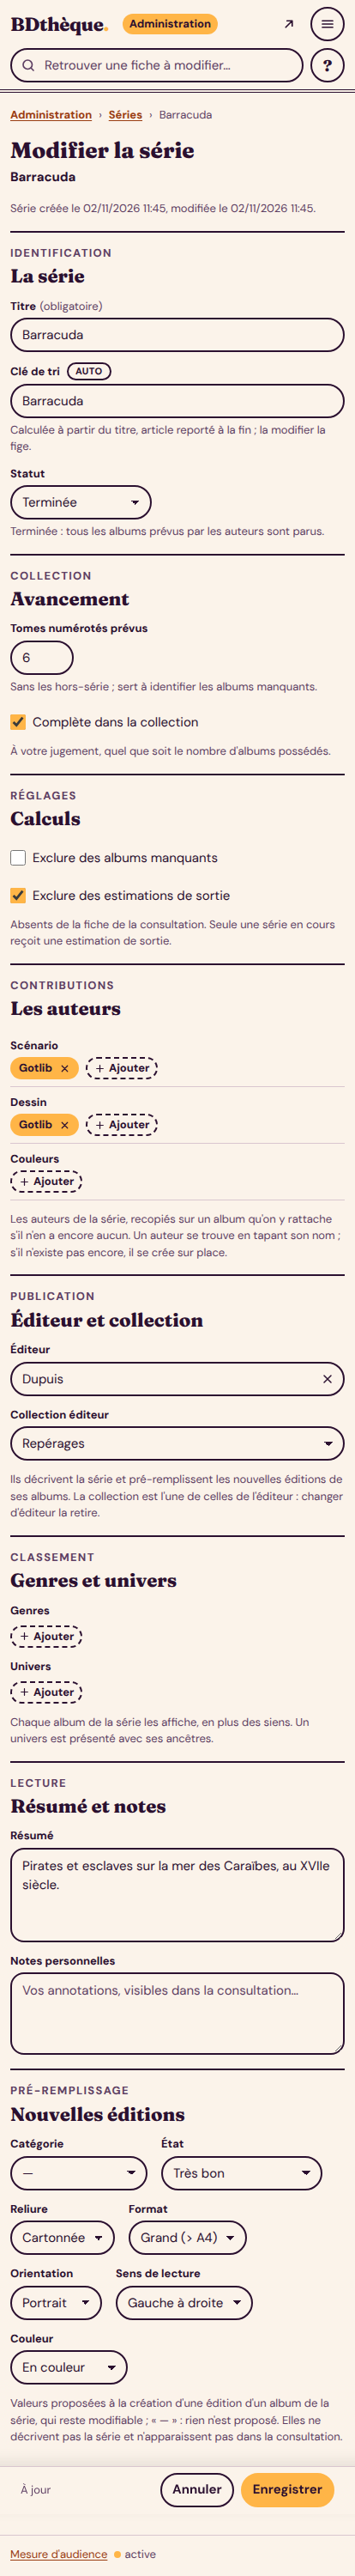 BDthèque. Administration
Retrouver une fiche à modifier… ?
Administration › Séries › Barracuda
Modifier la série
Barracuda
Série créée le 02/11/2026 11:45, modifiée le 02/11/2026 11:45.
IDENTIFICATION
La série
Titre (obligatoire)
Barracuda
Clé de tri AUTO
Barracuda
Calculée à partir du titre, article reporté à la fin ; la modifier la
fige.
Statut
Terminée
Terminée : tous les albums prévus par les auteurs sont parus.
COLLECTION
Avancement
Tomes numérotés prévus
6
Sans les hors-série ; sert à identifier les albums manquants.
Complète dans la collection
À votre jugement, quel que soit le nombre d'albums possédés.
RÉGLAGES
Calculs
Exclure des albums manquants
Exclure des estimations de sortie
Absents de la fiche de la consultation. Seule une série en cours
reçoit une estimation de sortie.
CONTRIBUTIONS
Les auteurs
Scénario
Gotlib × + Ajouter
Dessin
Gotlib × + Ajouter
Couleurs
+ Ajouter
Les auteurs de la série, recopiés sur un album qu'on y rattache
s'il n'en a encore aucun. Un auteur se trouve en tapant son nom ;
s'il n'existe pas encore, il se crée sur place.
PUBLICATION
Éditeur et collection
Éditeur
Dupuis ×
Collection éditeur
Repérages
Ils décrivent la série et pré-remplissent les nouvelles éditions de
ses albums. La collection est l'une de celles de l'éditeur : changer
d'éditeur la retire.
CLASSEMENT
Genres et univers
Genres
+ Ajouter
Univers
+ Ajouter
Chaque album de la série les affiche, en plus des siens. Un
univers est présenté avec ses ancêtres.
LECTURE
Résumé et notes
Résumé
Pirates et esclaves sur la mer des Caraïbes, au XVIIe
siècle.
Notes personnelles
Vos annotations, visibles dans la consultation…
PRÉ-REMPLISSAGE
Nouvelles éditions
Catégorie État
— Très bon
Reliure Format
Cartonnée Grand (> A4)
Orientation Sens de lecture
Portrait Gauche à droite
Couleur
En couleur
Valeurs proposées à la création d'une édition d'un album de la
série, qui reste modifiable ; « — » : rien n'est proposé. Elles ne
décrivent pas la série et n'apparaissent pas dans la consultation.
À jour Annuler Enregistrer
Mesure d'audience active